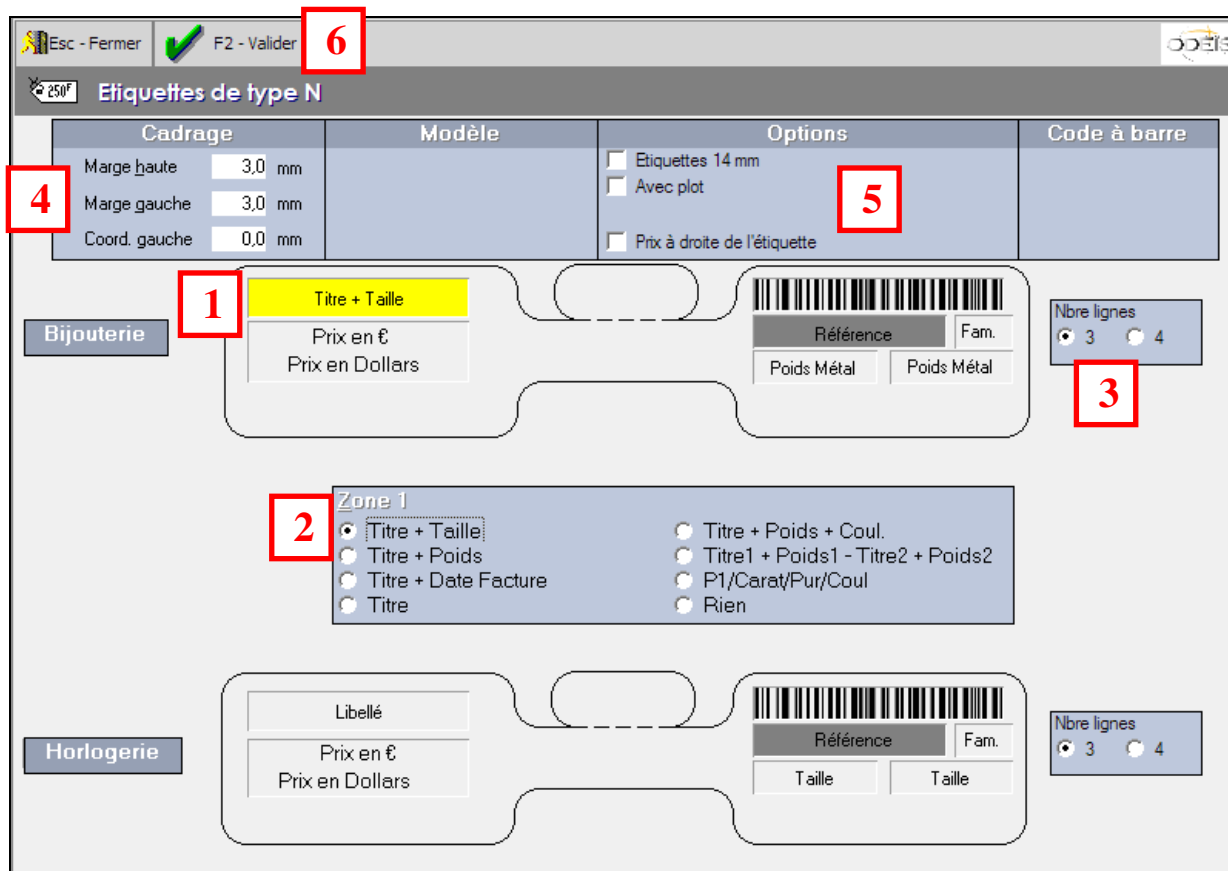 Esc - Fermer
F2 - Valider
6
250F
Etiquettes de type N
Cadrage
Modèle
Options
Code à barre
4
Marge haute 3,0 mm
Marge gauche 3,0 mm
Coord. gauche 0,0 mm
Etiquettes 14 mm
Avec plot
Prix à droite de l'étiquette
5
1
Bijouterie
Titre + Taille
Prix en €
Prix en Dollars
Référence
Fam.
Poids Métal
Poids Métal
Nbre lignes
3 4
3
2
Zone 1
Titre + Taille
Titre + Poids
Titre + Date Facture
Titre
Titre + Poids + Coul.
Titre1 + Poids1 - Titre2 + Poids2
P1/Carat/Pur/Coul
Rien
Horlogerie
Libellé
Prix en €
Prix en Dollars
Référence
Fam.
Taille
Taille
Nbre lignes
3 4